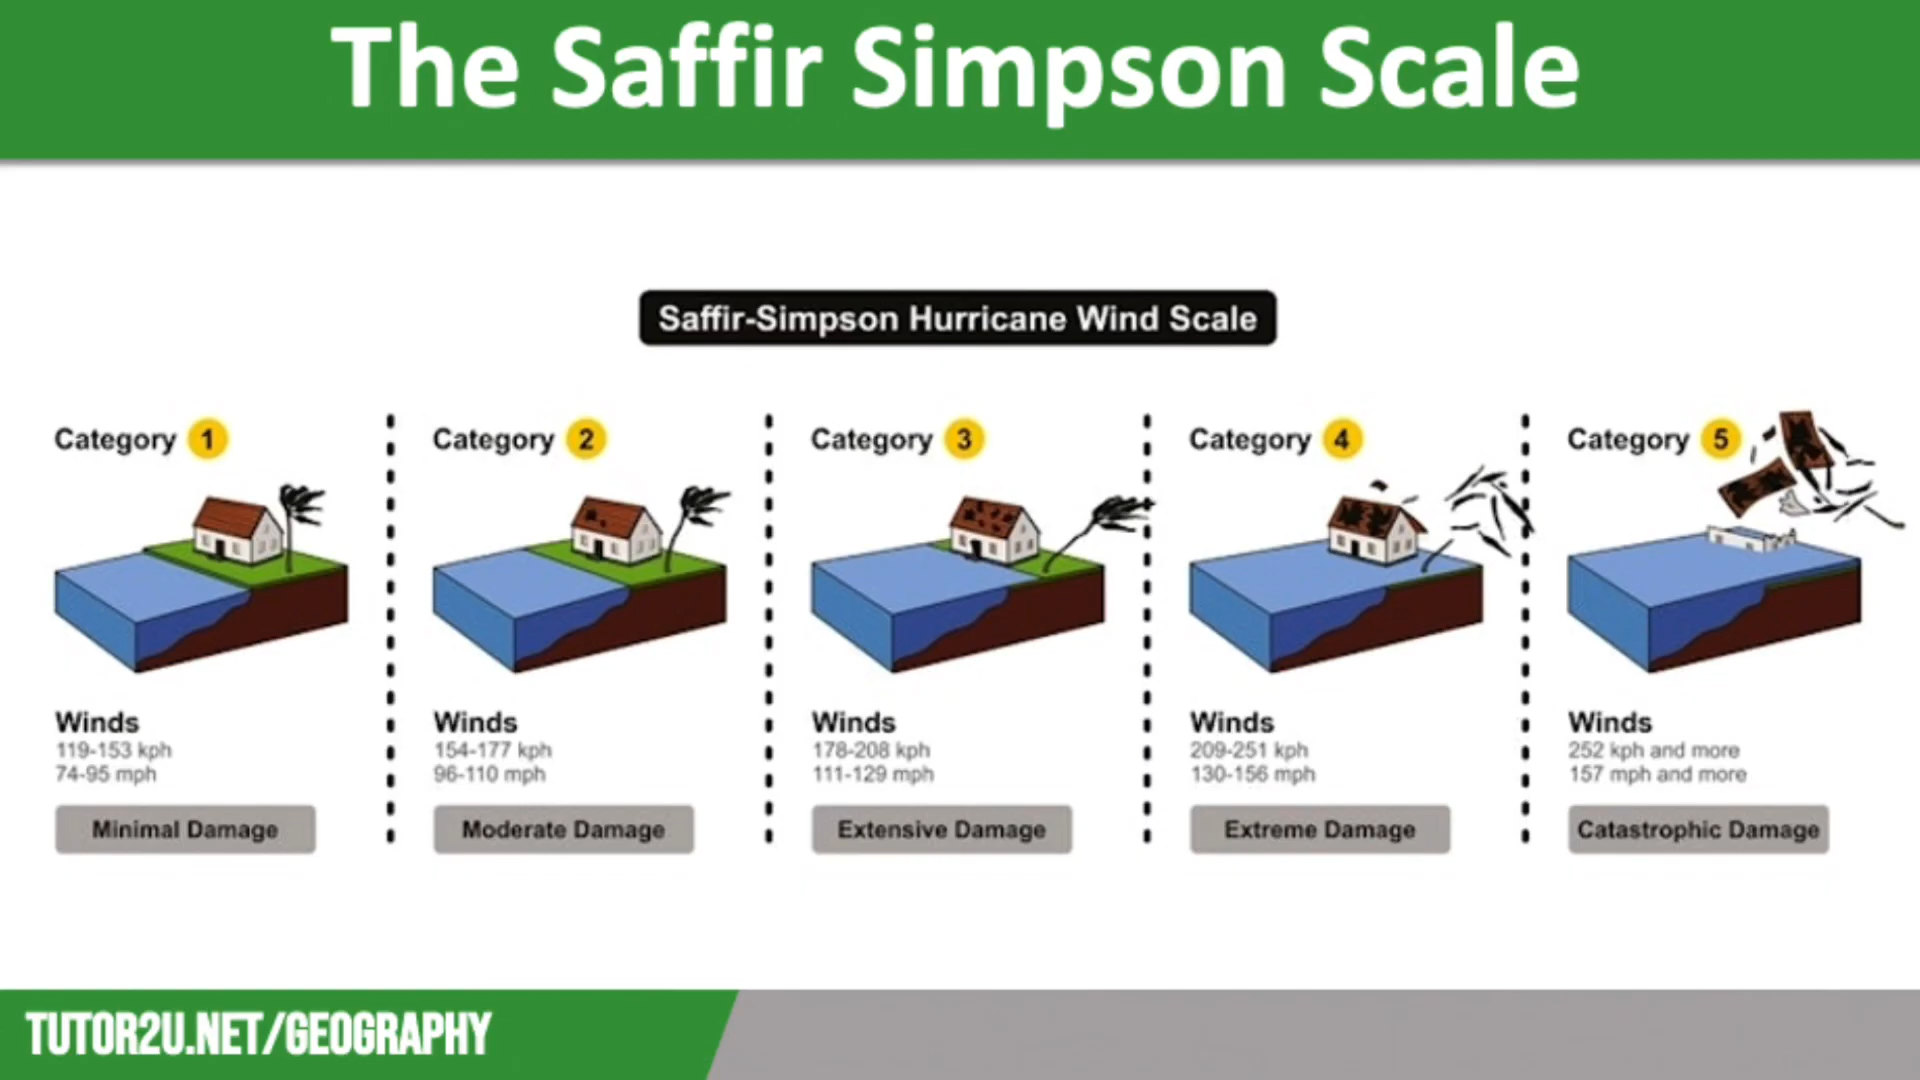 The Saffir Simpson Scale
Saffir-Simpson Hurricane Wind Scale
Category 1
Winds
119-153 kph
74-95 mph
Minimal Damage
Category 2
Winds
154-177 kph
96-110 mph
Moderate Damage
Category 3
Winds
178-208 kph
111-129 mph
Extensive Damage
Category 4
Winds
209-251 kph
130-156 mph
Extreme Damage
Category 5
Winds
252 kph and more
157 mph and more
Catastrophic Damage
TUTOR2U.NET/GEOGRAPHY